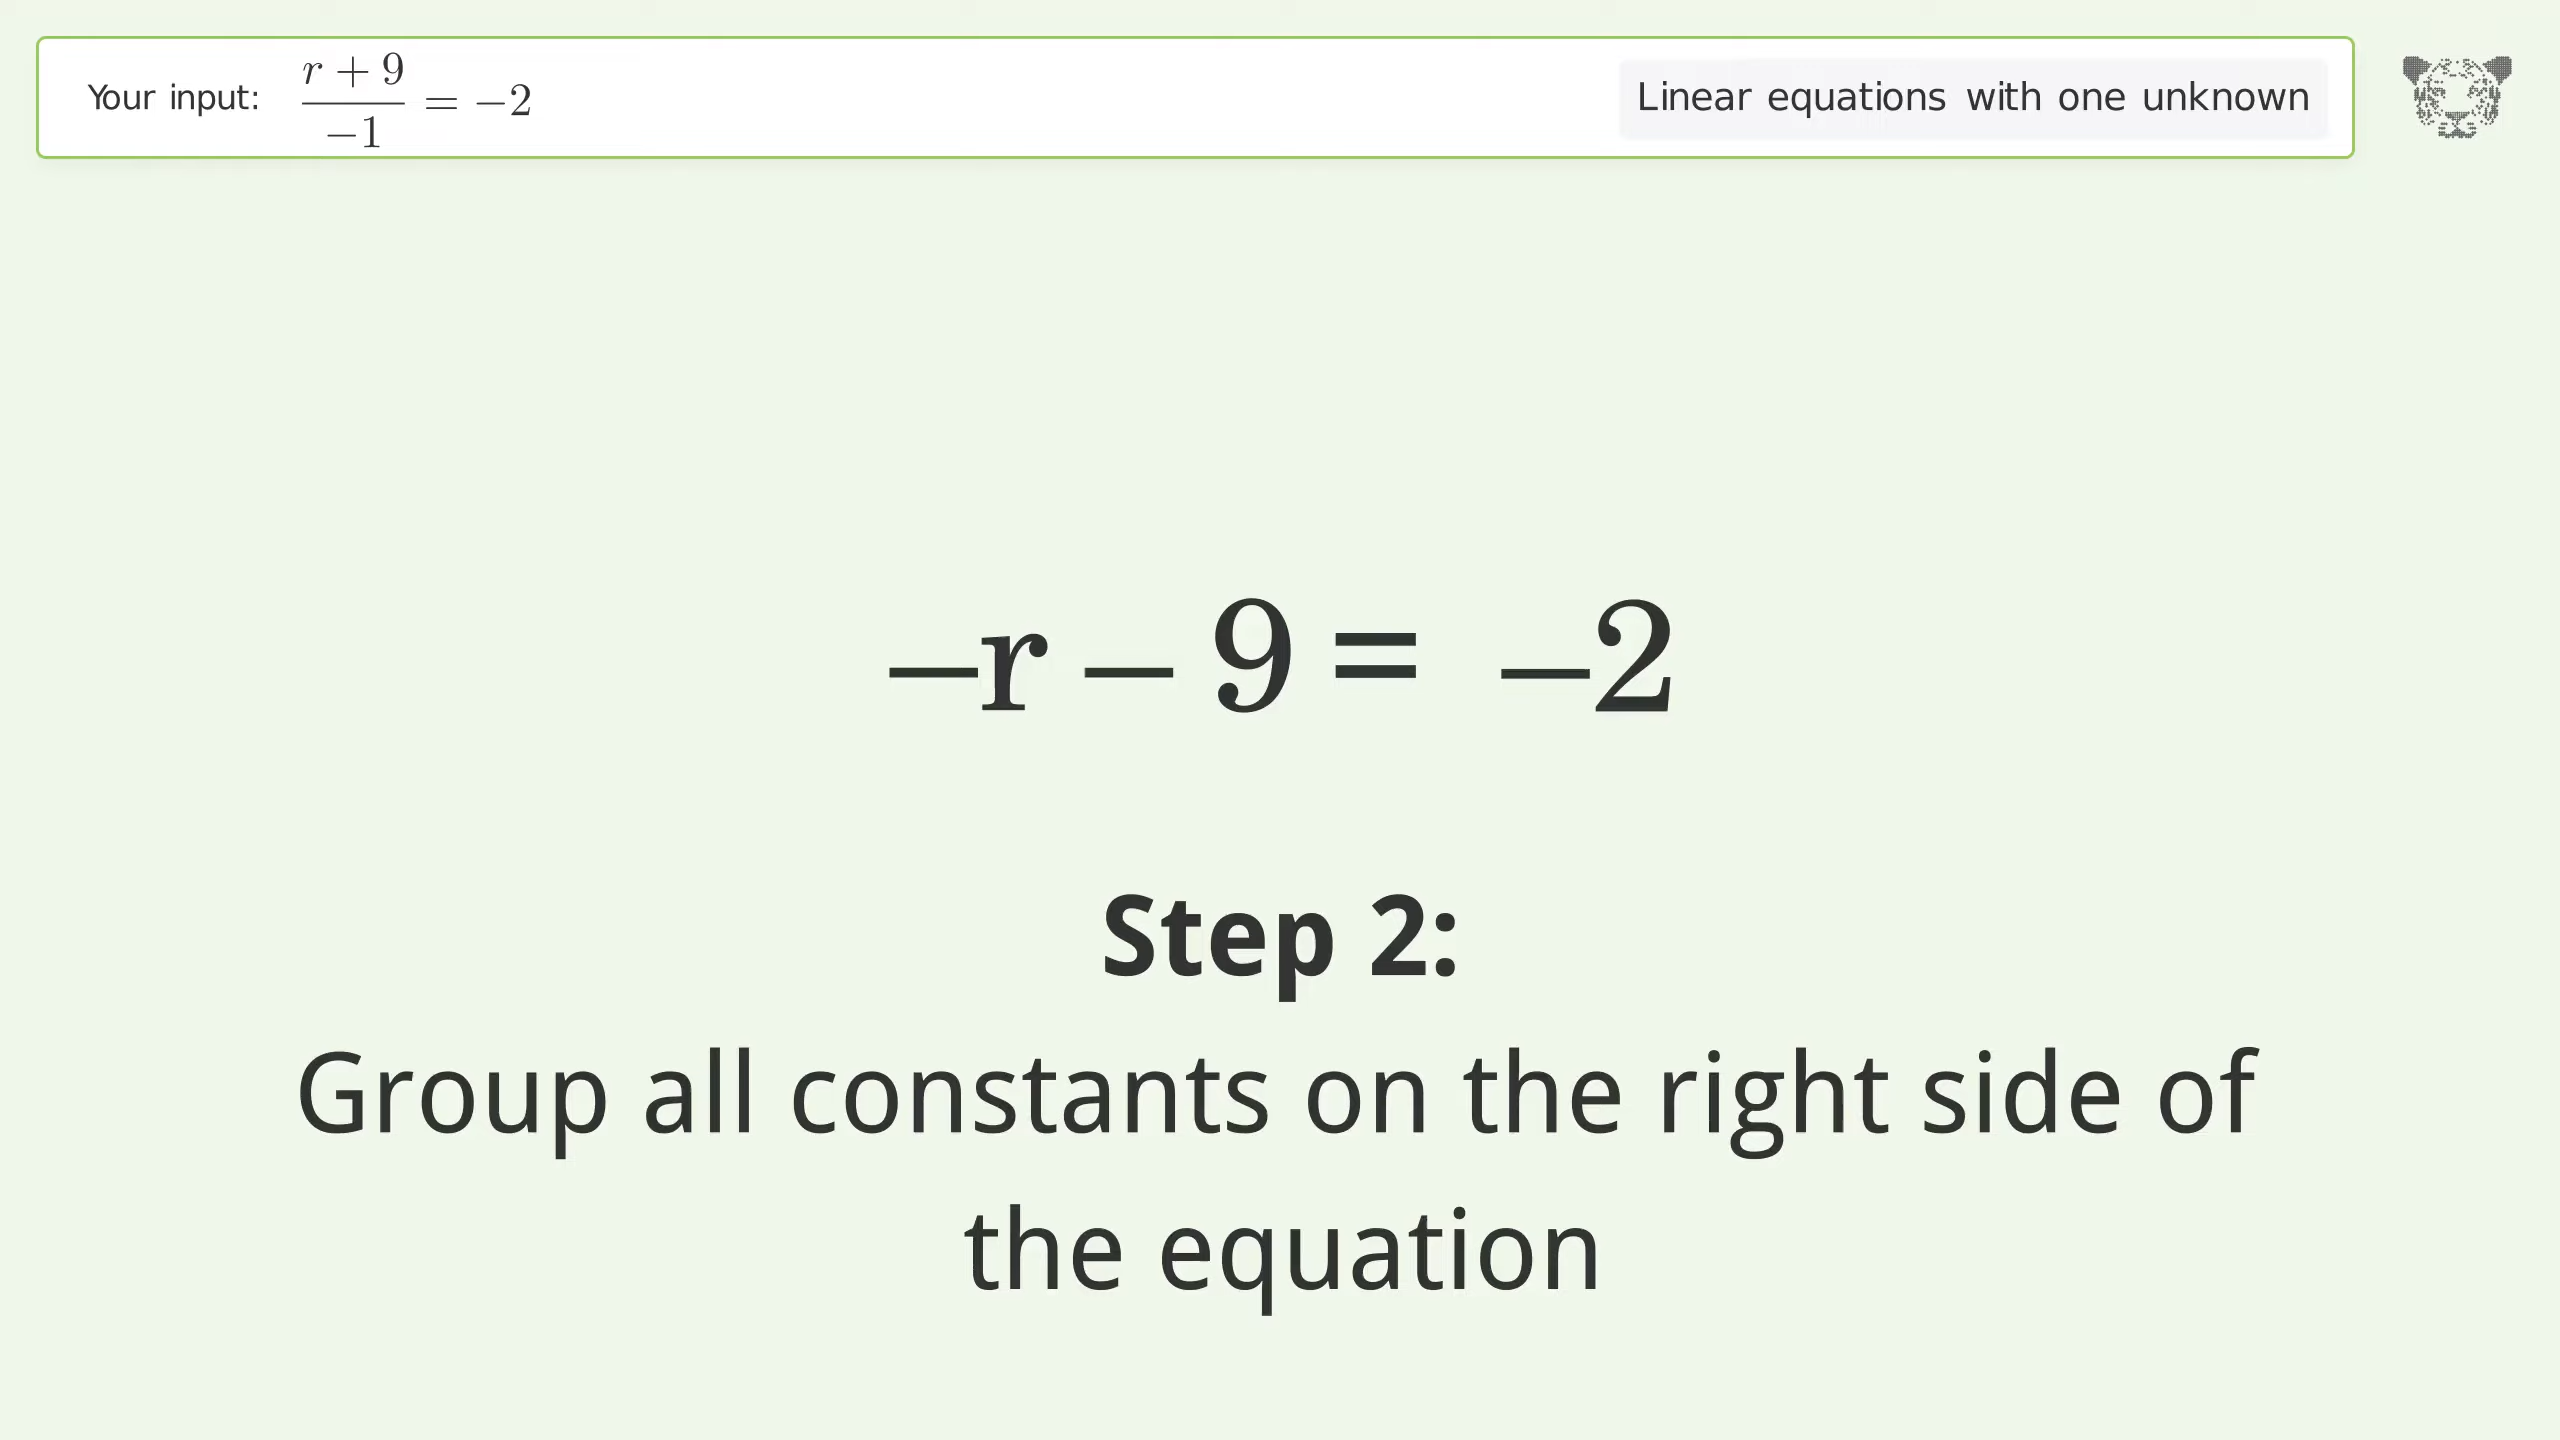 Your input: \frac{r + 9}{-1} = -2
Linear equations with one unknown
–r – 9 = –2
Step 2:
Group all constants on the right side of
the equation